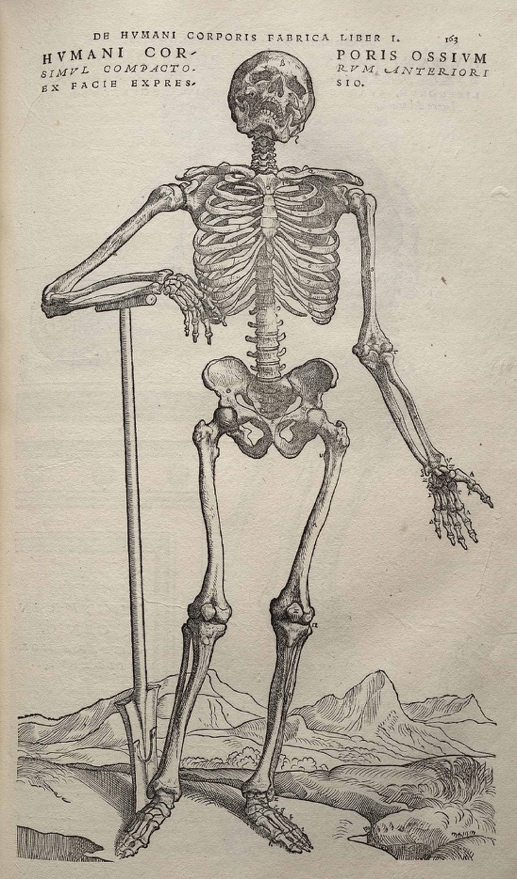 DE HVMANI CORPORIS FABRICA LIBER I. 163
HVMANI COR- PORIS OSSIVM
SIMVL COMPACTO- RVM ANTERIORI
EX FACIE EXPRES- SIO.